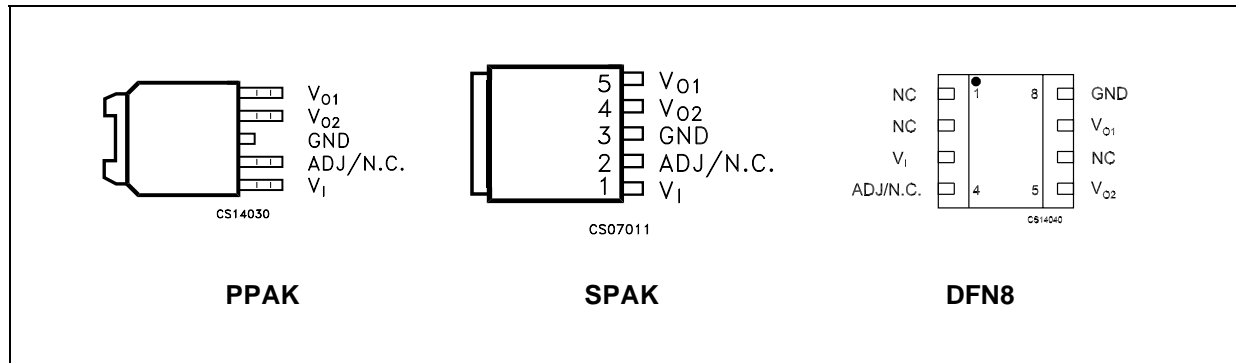 V_O1
V_O2
GND
ADJ/N.C.
V_I
CS14030
PPAK
5 V_O1
4 V_O2
3 GND
2 ADJ/N.C.
1 V_I
CS07011
SPAK
NC 1 8 GND
NC V_O1
V_I NC
ADJ/N.C. 4 5 V_O2
CS14040
DFN8